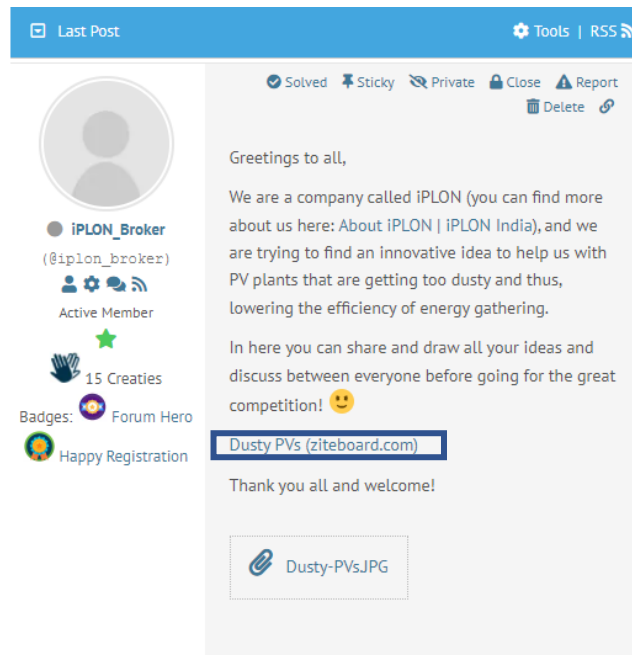 Last Post
Tools | RSS
Solved Sticky Private Close Report
Delete
iPLON_Broker
(@iplon_broker)
Active Member
15 Creaties
Badges: Forum Hero
Happy Registration
Greetings to all,
We are a company called iPLON (you can find more
about us here: About iPLON | iPLON India), and we
are trying to find an innovative idea to help us with
PV plants that are getting too dusty and thus,
lowering the efficiency of energy gathering.
In here you can share and draw all your ideas and
discuss between everyone before going for the great
competition! 🙂
Dusty PVs (ziteboard.com)
Thank you all and welcome!
Dusty-PVs.JPG